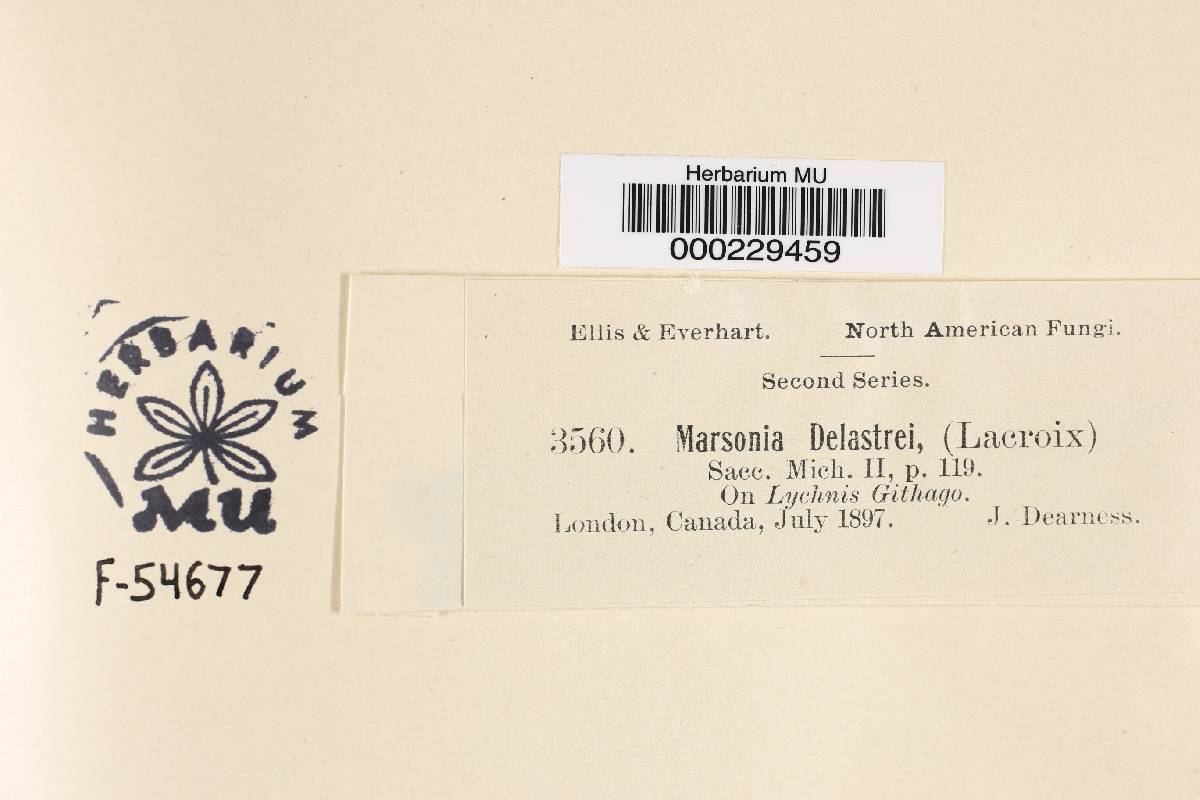 Herbarium MU
000229459
HERBARIUM
MU
F-54677
Ellis & Everhart. North American Fungi.
Second Series.
3560. Marsonia Delastrei, (Lacroix)
Sacc. Mich. II, p. 119.
On Lychnis Githago.
London, Canada, July 1897. J. Dearness.